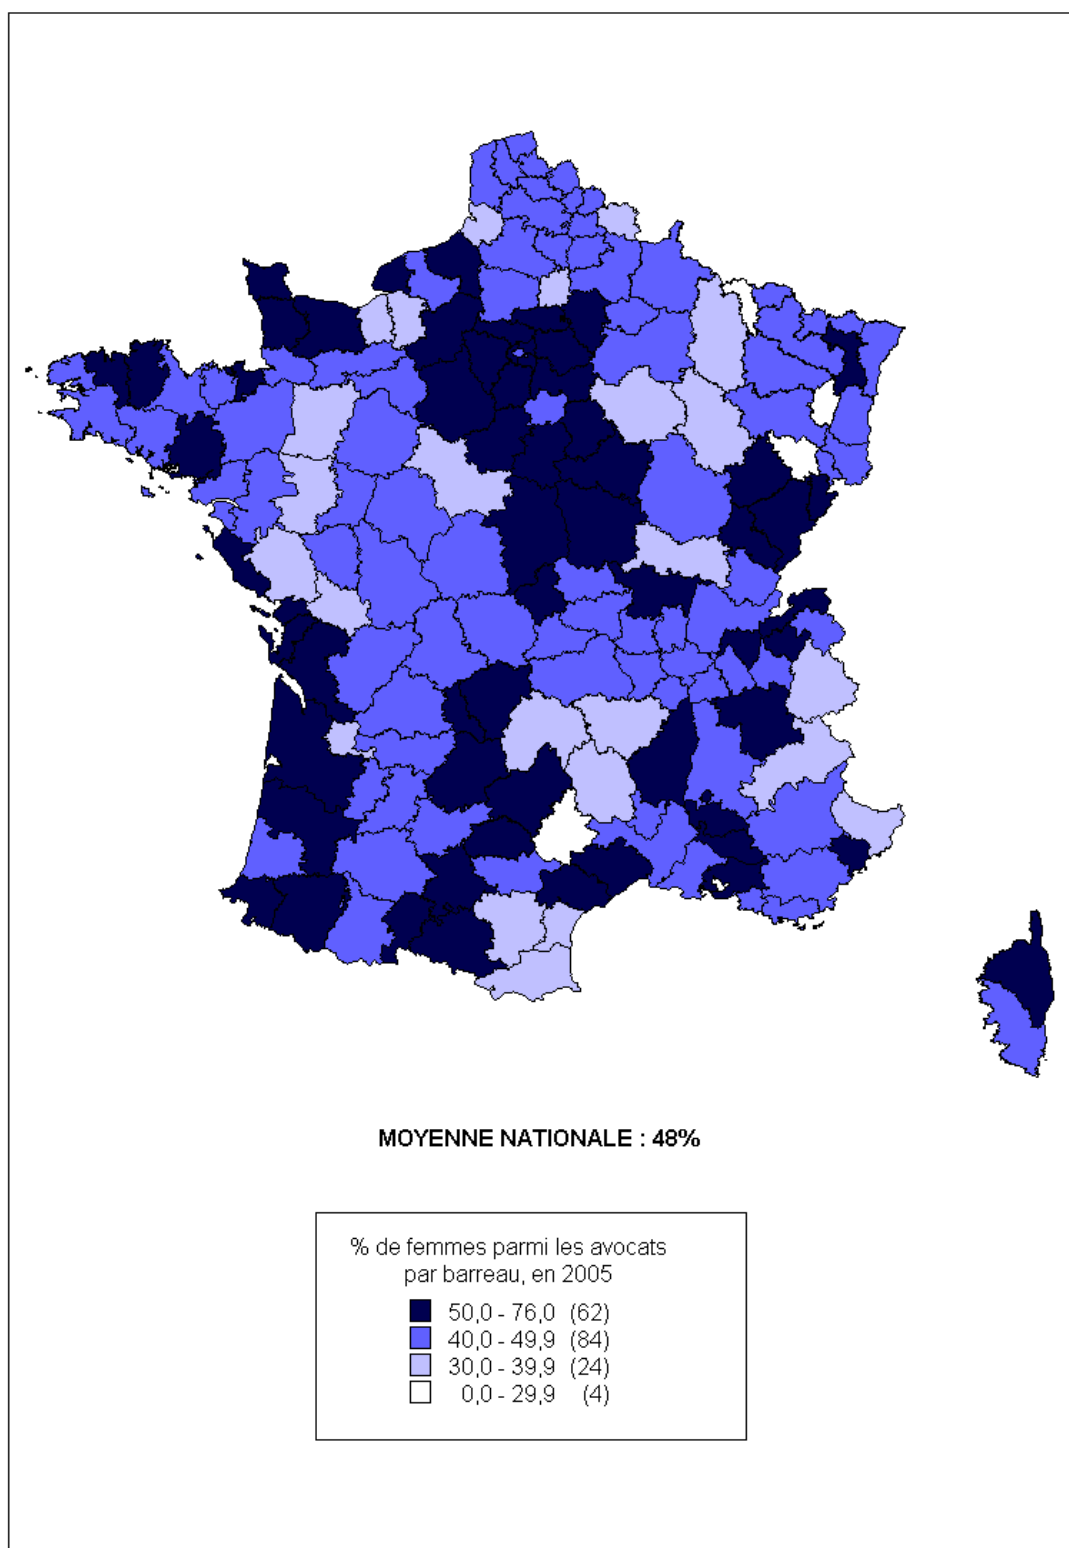 MOYENNE NATIONALE : 48%
% de femmes parmi les avocats
par barreau, en 2005
50,0 - 76,0 (62)
40,0 - 49,9 (84)
30,0 - 39,9 (24)
0,0 - 29,9 (4)